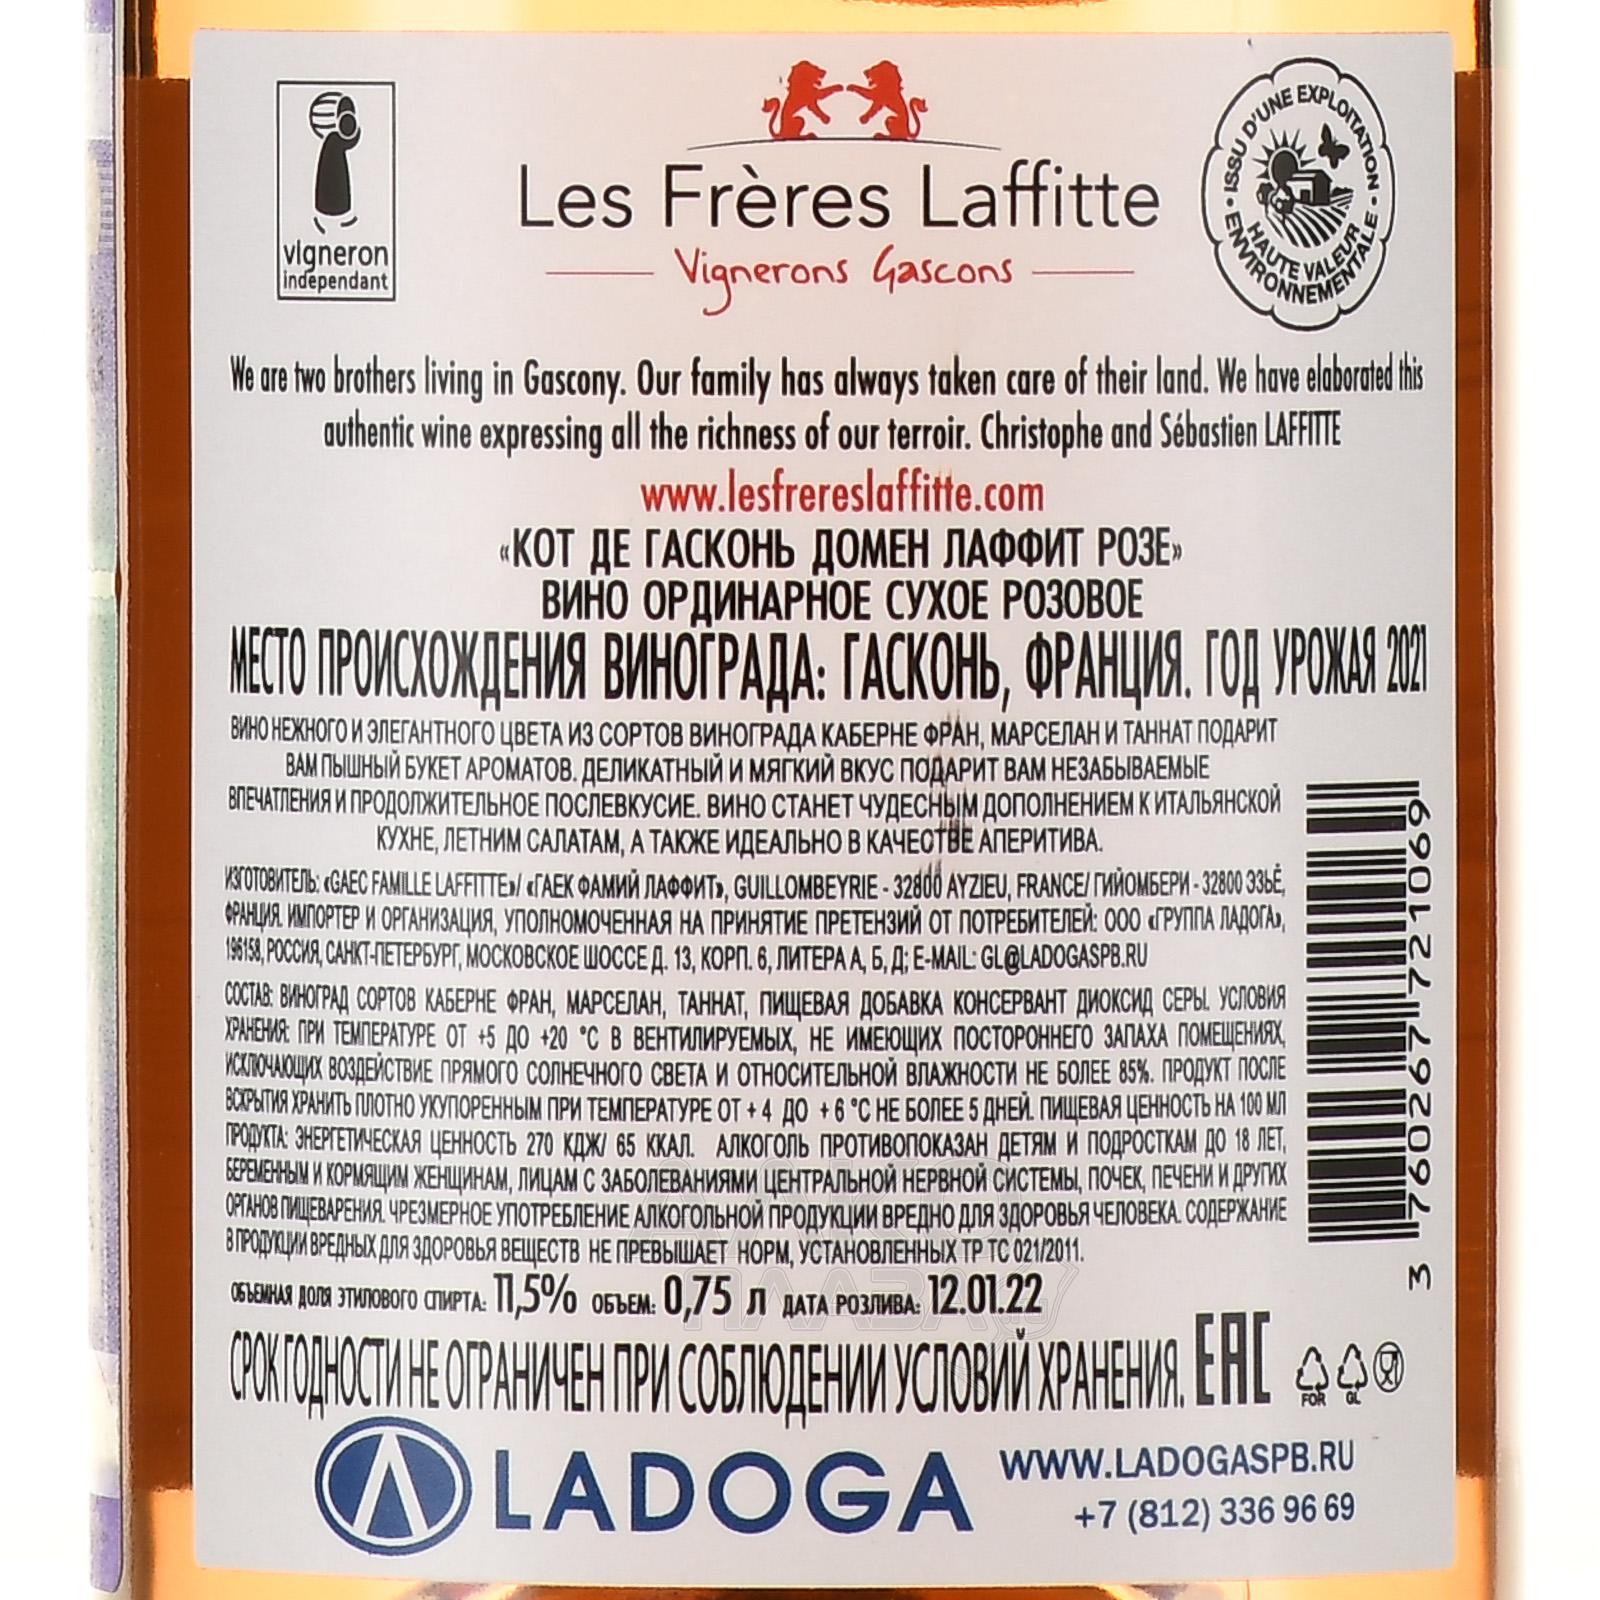 vigneron
independant
Les Frères Laffitte
Vignerons Gascons
ISSU D'UNE EXPLOITATION
HAUTE VALEUR
ENVIRONNEMENTALE
We are two brothers living in Gascony. Our family has always taken care of their land. We have elaborated this
authentic wine expressing all the richness of our terroir. Christophe and Sébastien LAFFITTE
www.lesfrereslaffitte.com
«КОТ ДЕ ГАСКОНЬ ДОМЕН ЛАФФИТ РОЗЕ»
ВИНО ОРДИНАРНОЕ СУХОЕ РОЗОВОЕ
МЕСТО ПРОИСХОЖДЕНИЯ ВИНОГРАДА: ГАСКОНЬ, ФРАНЦИЯ. ГОД УРОЖАЯ 2021
ВИНО НЕЖНОГО И ЭЛЕГАНТНОГО ЦВЕТА ИЗ СОРТОВ ВИНОГРАДА КАБЕРНЕ ФРАН, МАРСЕЛАН И ТАННАТ ПОДАРИТ
ВАМ ПЫШНЫЙ БУКЕТ АРОМАТОВ. ДЕЛИКАТНЫЙ И МЯГКИЙ ВКУС ПОДАРИТ ВАМ НЕЗАБЫВАЕМЫЕ
ВПЕЧАТЛЕНИЯ И ПРОДОЛЖИТЕЛЬНОЕ ПОСЛЕВКУСИЕ. ВИНО СТАНЕТ ЧУДЕСНЫМ ДОПОЛНЕНИЕМ К ИТАЛЬЯНСКОЙ
КУХНЕ, ЛЕТНИМ САЛАТАМ, А ТАКЖЕ ИДЕАЛЬНО В КАЧЕСТВЕ АПЕРИТИВА.
ИЗГОТОВИТЕЛЬ: «GAEC FAMILLE LAFFITTE»/ «ГАЕК ФАМИЙ ЛАФФИТ», GUILLOMBEYRIE - 32800 AYZIEU, FRANCE/ ГИЙОМБЕРИ - 32800 ЭЗЬЁ,
ФРАНЦИЯ. ИМПОРТЕР И ОРГАНИЗАЦИЯ, УПОЛНОМОЧЕННАЯ НА ПРИНЯТИЕ ПРЕТЕНЗИЙ ОТ ПОТРЕБИТЕЛЕЙ: ООО «ГРУППА ЛАДОГА»,
196158, РОССИЯ, САНКТ-ПЕТЕРБУРГ, МОСКОВСКОЕ ШОССЕ Д. 13, КОРП. 6, ЛИТЕРА А, Б, Д; E-MAIL: GL@LADOGASPB.RU
СОСТАВ: ВИНОГРАД СОРТОВ КАБЕРНЕ ФРАН, МАРСЕЛАН, ТАННАТ, ПИЩЕВАЯ ДОБАВКА КОНСЕРВАНТ ДИОКСИД СЕРЫ. УСЛОВИЯ
ХРАНЕНИЯ: ПРИ ТЕМПЕРАТУРЕ ОТ +5 ДО +20 °С В ВЕНТИЛИРУЕМЫХ, НЕ ИМЕЮЩИХ ПОСТОРОННЕГО ЗАПАХА ПОМЕЩЕНИЯХ,
ИСКЛЮЧАЮЩИХ ВОЗДЕЙСТВИЕ ПРЯМОГО СОЛНЕЧНОГО СВЕТА И ОТНОСИТЕЛЬНОЙ ВЛАЖНОСТИ НЕ БОЛЕЕ 85%. ПРОДУКТ ПОСЛЕ
ВСКРЫТИЯ ХРАНИТЬ ПЛОТНО УКУПОРЕННЫМ ПРИ ТЕМПЕРАТУРЕ ОТ + 4 ДО + 6 °С НЕ БОЛЕЕ 5 ДНЕЙ. ПИЩЕВАЯ ЦЕННОСТЬ НА 100 МЛ
ПРОДУКТА: ЭНЕРГЕТИЧЕСКАЯ ЦЕННОСТЬ 270 КДЖ/ 65 ККАЛ. АЛКОГОЛЬ ПРОТИВОПОКАЗАН ДЕТЯМ И ПОДРОСТКАМ ДО 18 ЛЕТ,
БЕРЕМЕННЫМ И КОРМЯЩИМ ЖЕНЩИНАМ, ЛИЦАМ С ЗАБОЛЕВАНИЯМИ ЦЕНТРАЛЬНОЙ НЕРВНОЙ СИСТЕМЫ, ПОЧЕК, ПЕЧЕНИ И ДРУГИХ
ОРГАНОВ ПИЩЕВАРЕНИЯ. ЧРЕЗМЕРНОЕ УПОТРЕБЛЕНИЕ АЛКОГОЛЬНОЙ ПРОДУКЦИИ ВРЕДНО ДЛЯ ЗДОРОВЬЯ ЧЕЛОВЕКА. СОДЕРЖАНИЕ
В ПРОДУКЦИИ ВРЕДНЫХ ДЛЯ ЗДОРОВЬЯ ВЕЩЕСТВ НЕ ПРЕВЫШАЕТ НОРМ, УСТАНОВЛЕННЫХ ТР ТС 021/2011.
3 760267 721069
ОБЪЕМНАЯ ДОЛЯ ЭТИЛОВОГО СПИРТА: 11,5% ОБЪЕМ: 0,75 Л ДАТА РОЗЛИВА: 12.01.22
АЛКО
ПЛАЗА
СРОК ГОДНОСТИ НЕ ОГРАНИЧЕН ПРИ СОБЛЮДЕНИИ УСЛОВИЙ ХРАНЕНИЯ. EAC
FOR GL
LADOGA
WWW.LADOGASPB.RU
+7 (812) 336 96 69